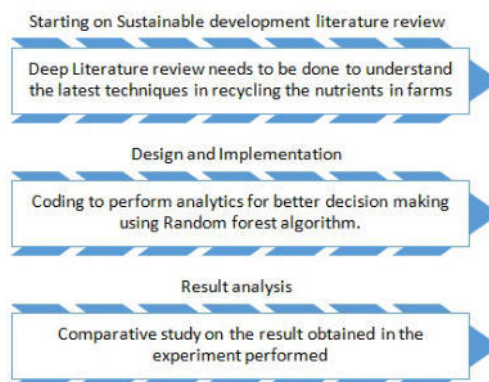 Starting on Sustainable development literature review
Deep Literature review needs to be done to understand
the latest techniques in recycling the nutrients in farms
Design and Implementation
Coding to perform analytics for better decision making
using Random forest algorithm.
Result analysis
Comparative study on the result obtained in the
experiment performed